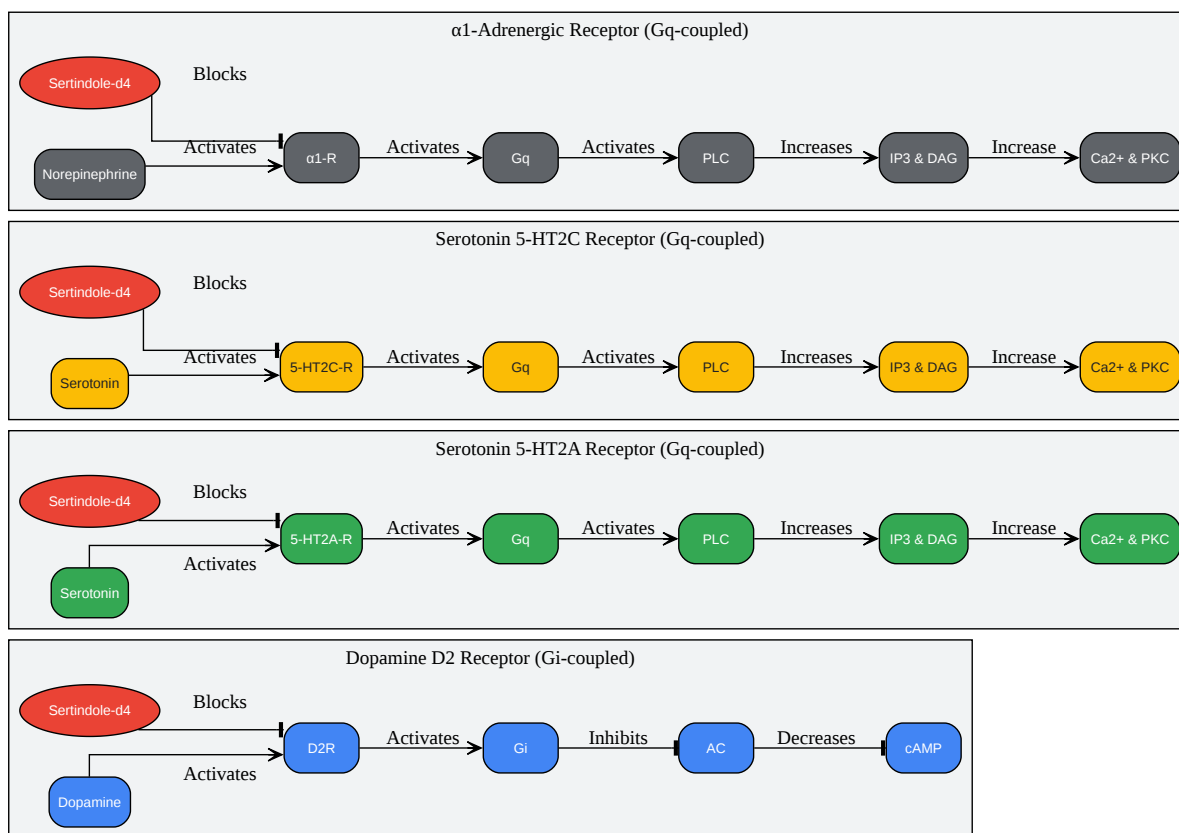 α1-Adrenergic Receptor (Gq-coupled)
Sertindole-d4
Blocks
Norepinephrine
Activates
α1-R
Activates
Gq
Activates
PLC
Increases
IP3 & DAG
Increase
Ca2+ & PKC
Serotonin 5-HT2C Receptor (Gq-coupled)
Sertindole-d4
Blocks
Serotonin
Activates
5-HT2C-R
Activates
Gq
Activates
PLC
Increases
IP3 & DAG
Increase
Ca2+ & PKC
Serotonin 5-HT2A Receptor (Gq-coupled)
Sertindole-d4
Blocks
Serotonin
Activates
5-HT2A-R
Activates
Gq
Activates
PLC
Increases
IP3 & DAG
Increase
Ca2+ & PKC
Dopamine D2 Receptor (Gi-coupled)
Sertindole-d4
Blocks
Dopamine
Activates
D2R
Activates
Gi
Inhibits
AC
Decreases
cAMP